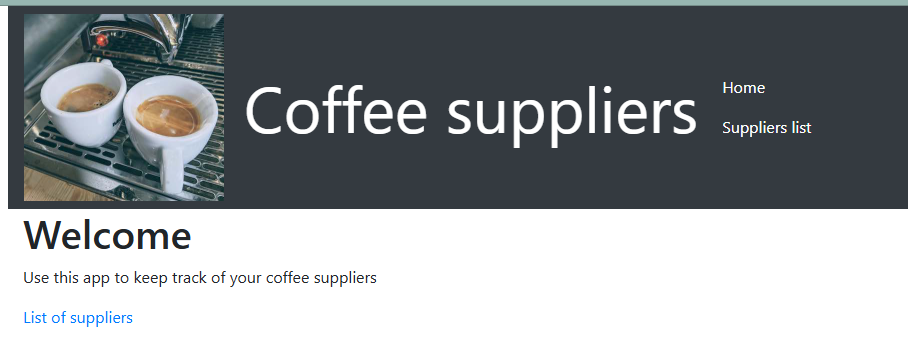 Coffee suppliers
Home
Suppliers list
Welcome
Use this app to keep track of your coffee suppliers
List of suppliers